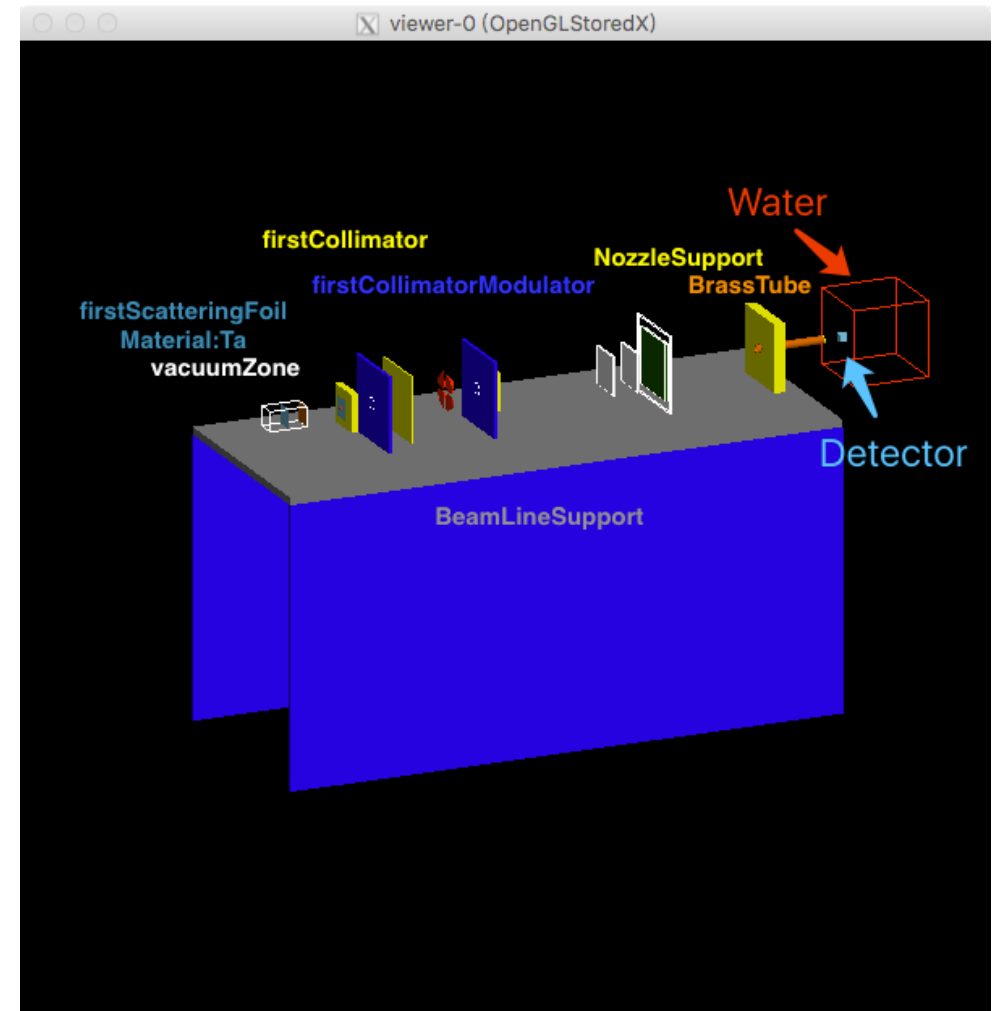 viewer-0 (OpenGLStoredX)
Water
firstCollimator
NozzleSupport
firstCollimatorModulator
BrassTube
firstScatteringFoil
Material:Ta
vacuumZone
Detector
BeamLineSupport